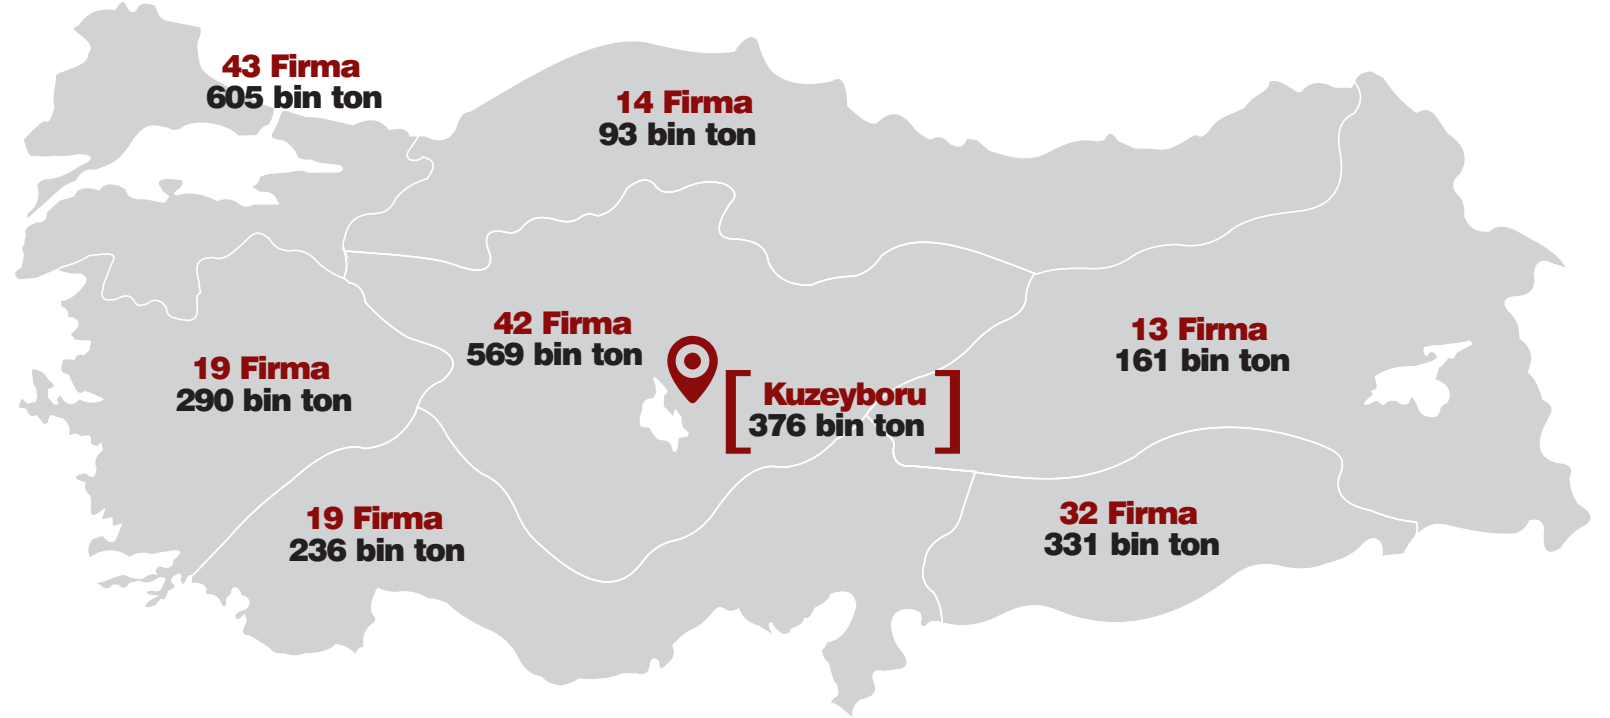 43 Firma
605 bin ton
14 Firma
93 bin ton
42 Firma
569 bin ton
Kuzeyboru
376 bin ton
13 Firma
161 bin ton
19 Firma
290 bin ton
19 Firma
236 bin ton
32 Firma
331 bin ton